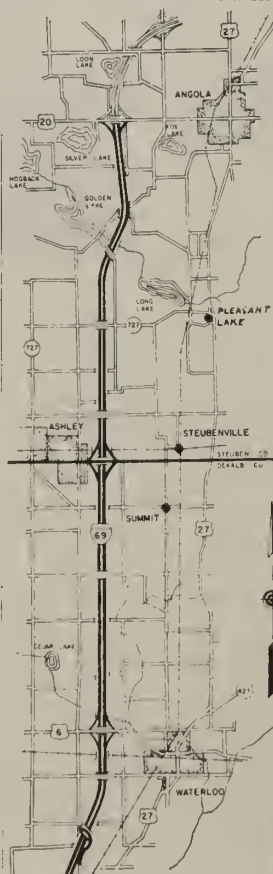 27
LOON
LAKE
ANGOLA
20
FOX
LAKE
SILVER LAKE
HOGBACK
LAKE
GOLDEN
LAKE
LONG
LAKE
PLEASANT
LAKE
727
727
ASHLEY
STEUBENVILLE
STEUBEN CO
DEKALB CO
SUMMIT
69
27
CEDAR LAKE
427
6
WATERLOO
27